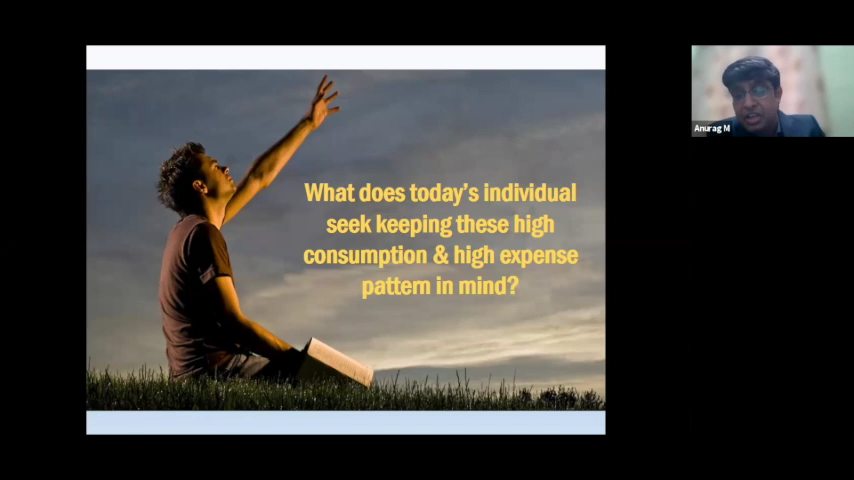 What does today's individual
seek keeping these high
consumption & high expense
pattern in mind?
Anurag M